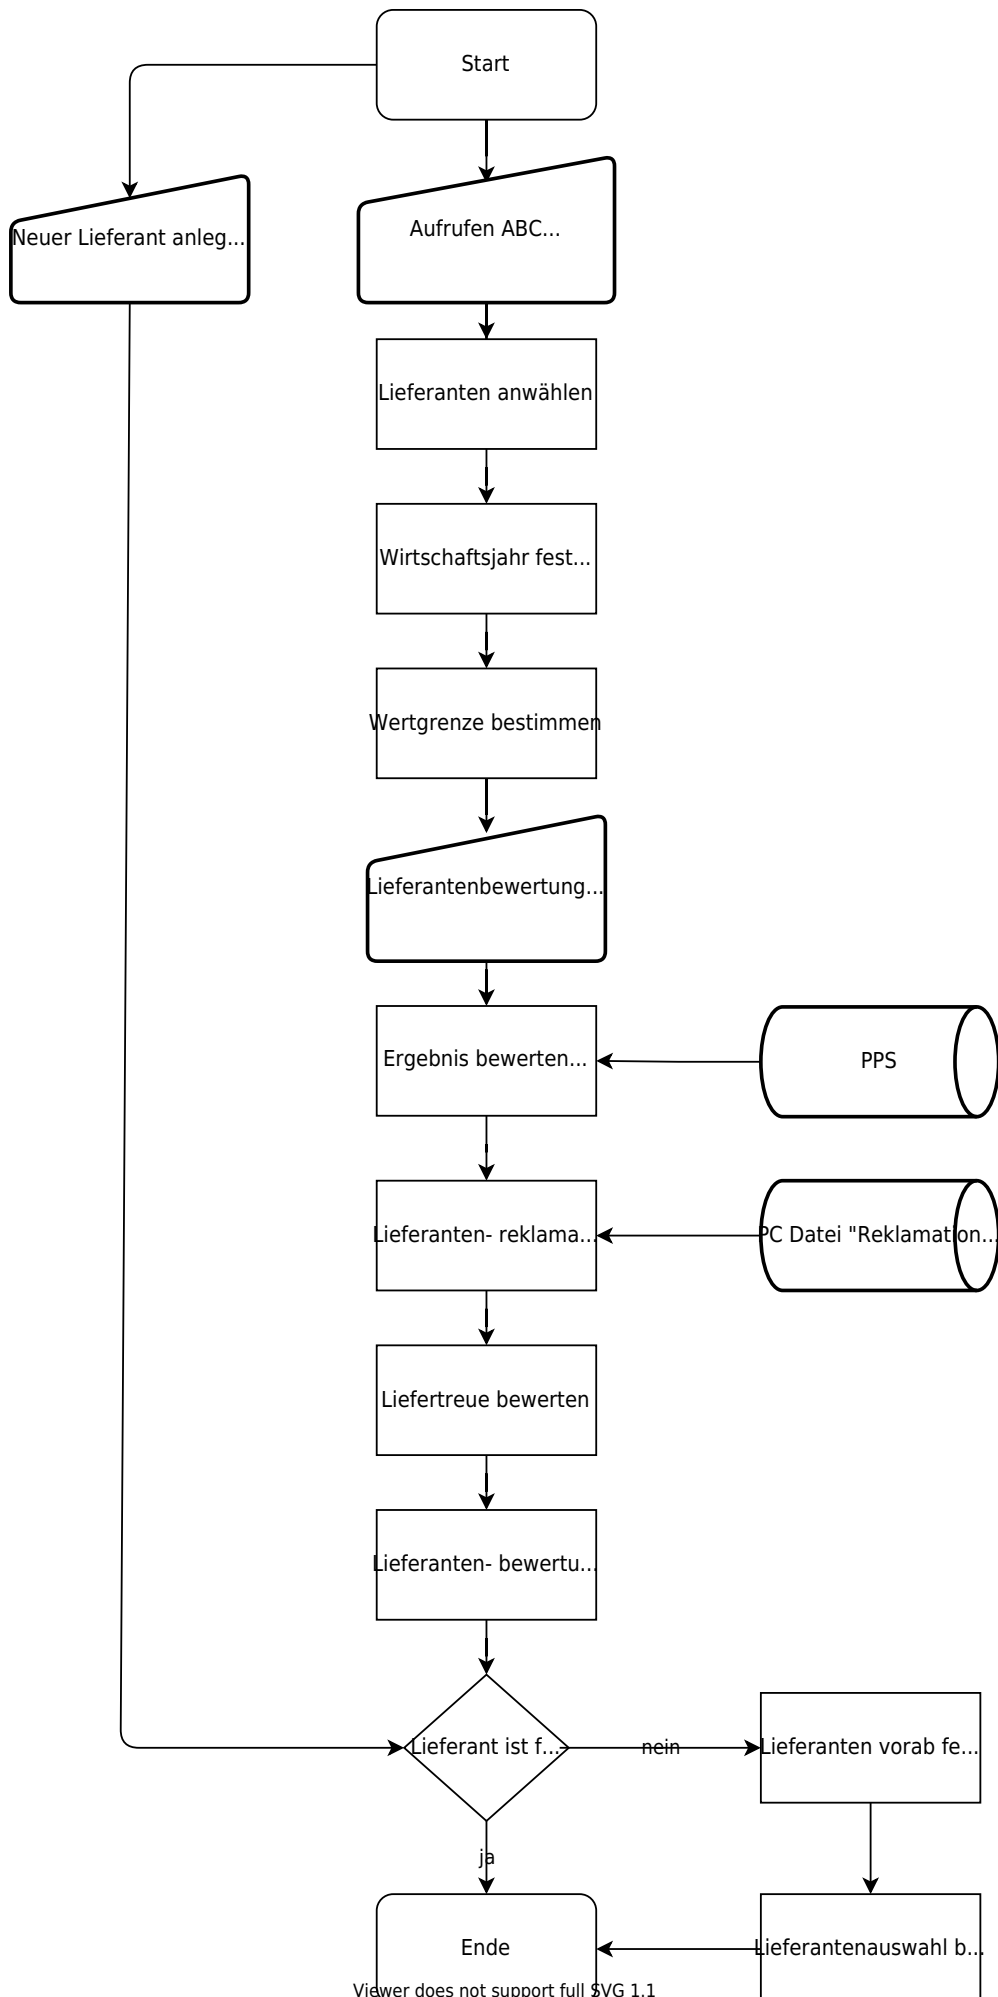 Start
Neuer Lieferant anleg...
Aufrufen ABC...
Lieferanten anwählen
Wirtschaftsjahr fest...
Wertgrenze bestimmen
Lieferantenbewertung...
Ergebnis bewerten...
PPS
Lieferanten- reklama...
PC Datei "Reklamation...
Liefertreue bewerten
Lieferanten- bewertu...
Lieferant ist f...
nein
Lieferanten vorab fe...
ja
Ende
Lieferantenauswahl b...
Viewer does not support full SVG 1.1